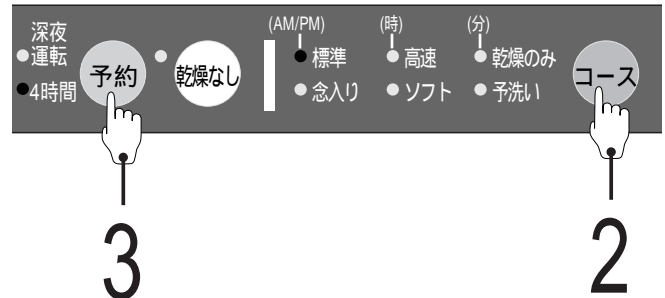 深夜
運転
4時間
予約
乾燥なし
(AM/PM) (時) (分)
標準 高速 乾燥のみ
念入り ソフト 予洗い
コース
3 2